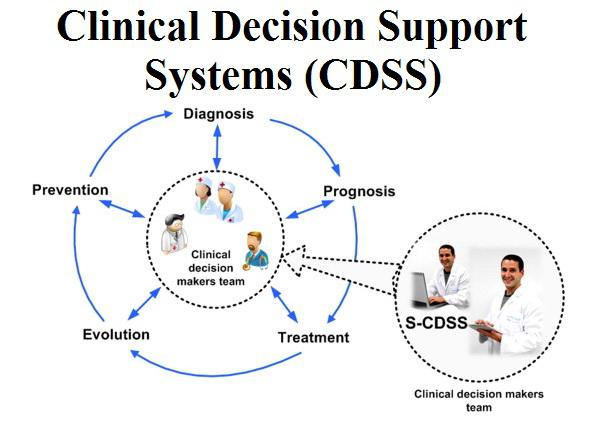 Clinical Decision Support
Systems (CDSS)
Diagnosis
Prevention
Prognosis
Clinical
decision
makers team
S-CDSS
Evolution
Treatment
Clinical decision makers
team